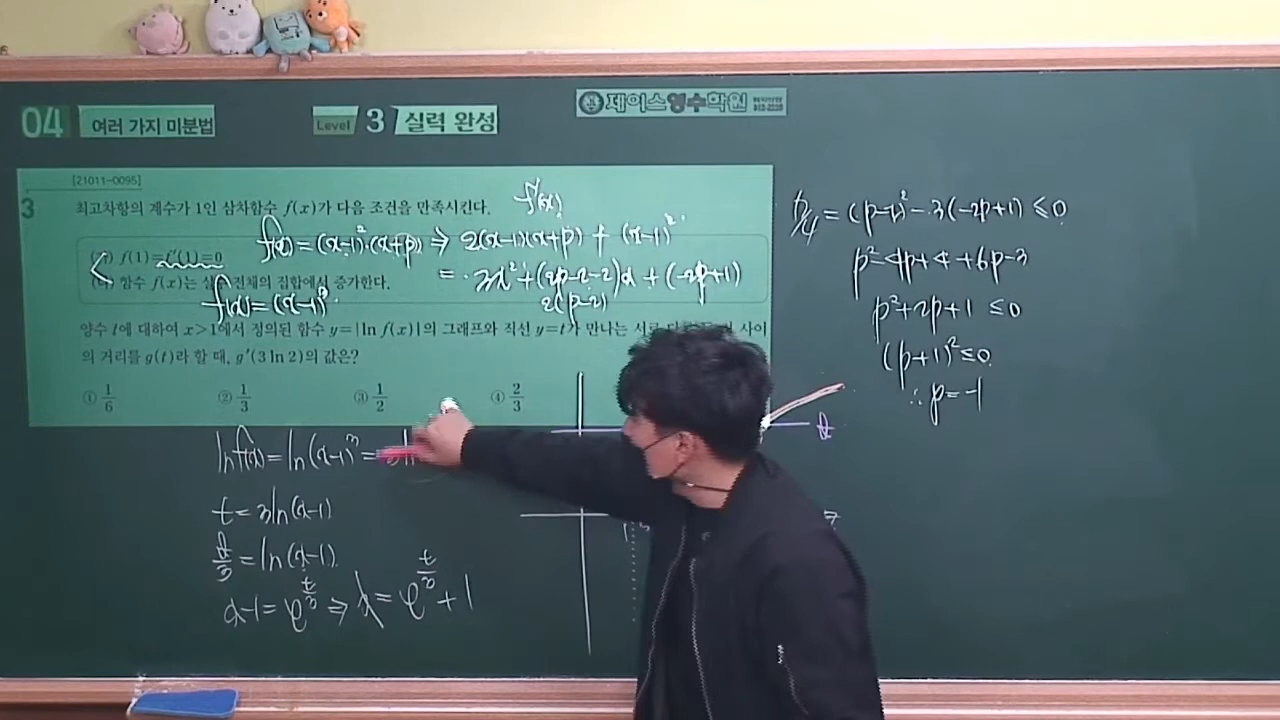 04 여러 가지 미분법
Level 3 실력 완성
제이스영수학원
[21011-0095]
3 최고차항의 계수가 1인 삼차함수 f(x)가 다음 조건을 만족시킨다.
f'(x)
f(1)=f'(1)=0
f(x)=(x-1)²·(x+p) ⇒ 2(x-1)(x+p) + (x-1)²
= 3x²+(2p-2-2)x + (-2p+1)
2(p-2)
함수 f(x)는 실수 전체의 집합에서 증가한다.
f(x)=(x-1)³
양수 t에 대하여 x>1에서 정의된 함수 y=|ln f(x)|의 그래프와 직선 y=t가 만나는 서로 사이
의 거리를 g(t)라 할 때, g'(3 ln 2)의 값은?
① 1/6 ② 1/3 ③ 1/2 ④ 2/3
ln f(x) = ln (x-1)³ =
t = 3ln(x-1)
t/3 = ln(x-1)
x-1 = e^(t/3) ⇒ x = e^(t/3) + 1
D/4 = (p-2)² - 3(-2p+1) ≤ 0
p²-4p+4+6p-3
p²+2p+1 ≤0
(p+1)² ≤0
∴ p=-1